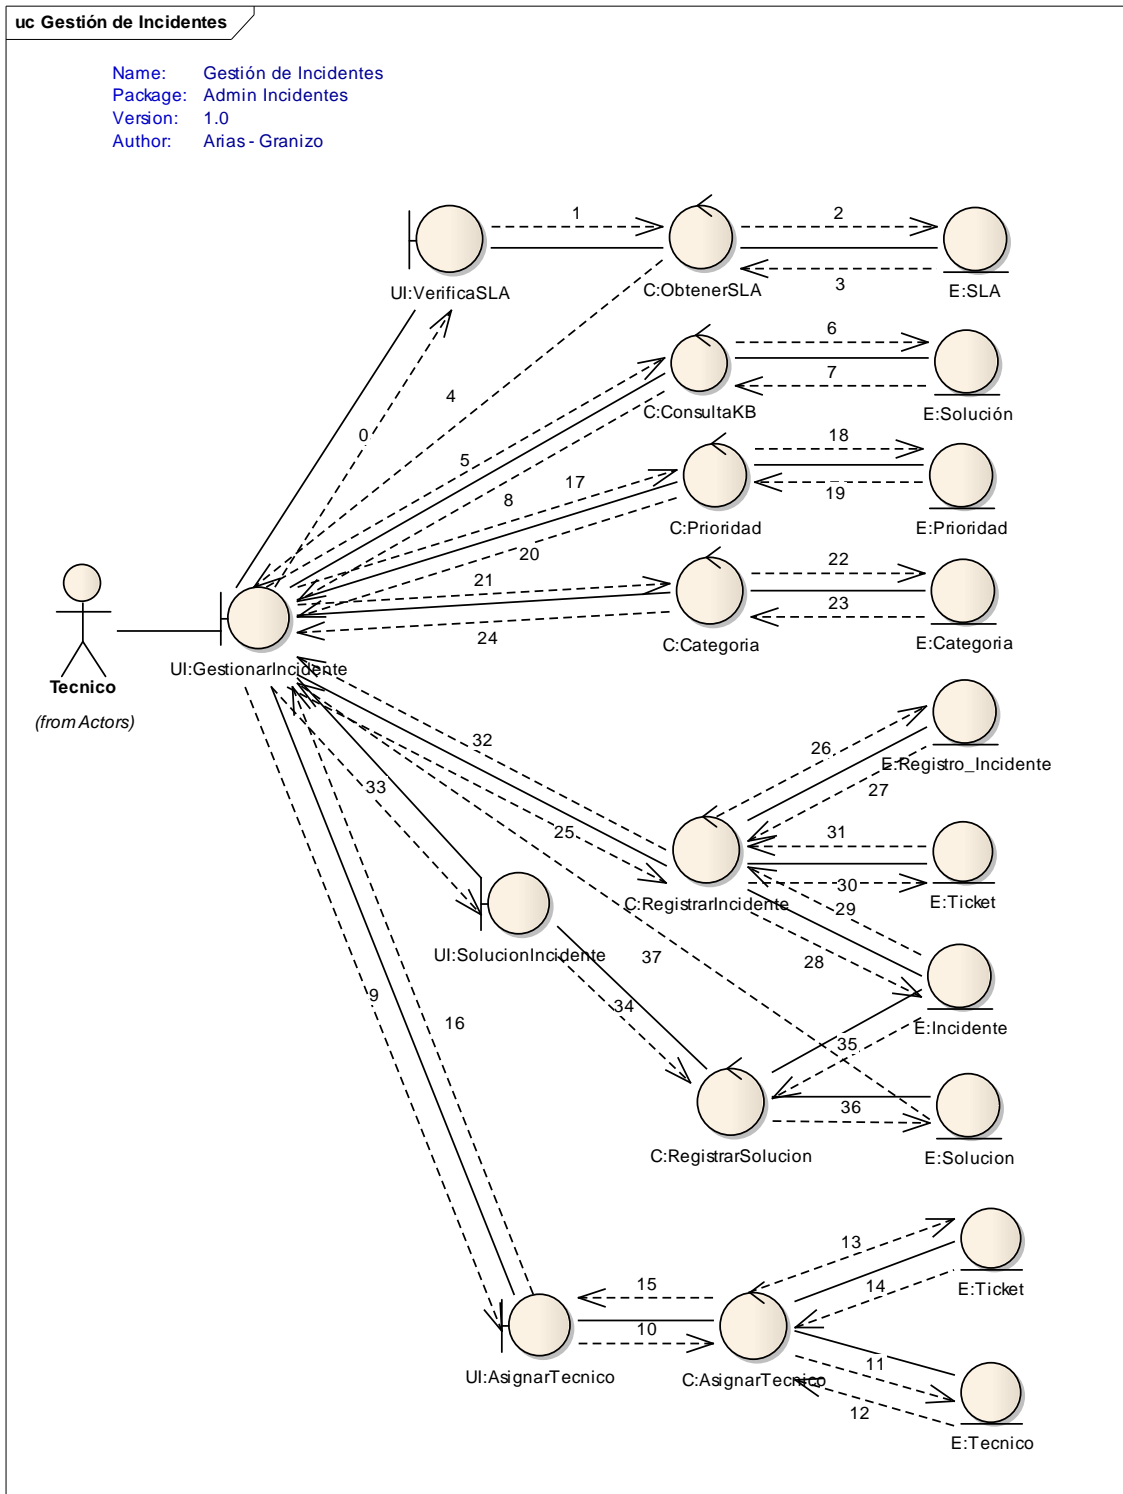 uc Gestión de Incidentes
Name: Gestión de Incidentes
Package: Admin Incidentes
Version: 1.0
Author: Arias - Granizo
1
2
UI:VerificaSLA
C:ObtenerSLA
3
E:SLA
4
0
6
7
C:ConsultaKB
E:Solución
5
8
17
18
19
C:Prioridad
E:Prioridad
20
21
22
23
24
C:Categoria
E:Categoria
Tecnico
(from Actors)
UI:GestionarIncidente
32
26
E:Registro_Incidente
27
33
25
31
30
C:RegistrarIncidente
E:Ticket
29
UI:SolucionIncidente
37
28
9
16
34
E:Incidente
35
36
C:RegistrarSolucion
E:Solucion
13
14
E:Ticket
15
10
UI:AsignarTecnico
C:AsignarTecnico
11
12
E:Tecnico